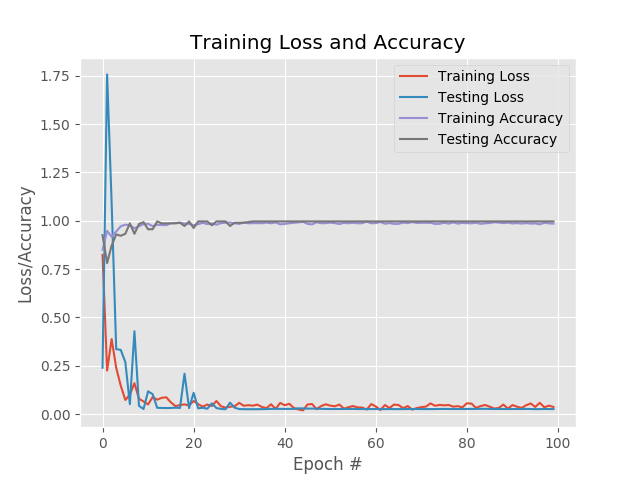 Training Loss and Accuracy
Training Loss
Testing Loss
Training Accuracy
Testing Accuracy
Loss/Accuracy
1.75
1.50
1.25
1.00
0.75
0.50
0.25
0.00
0 20 40 60 80 100
Epoch #